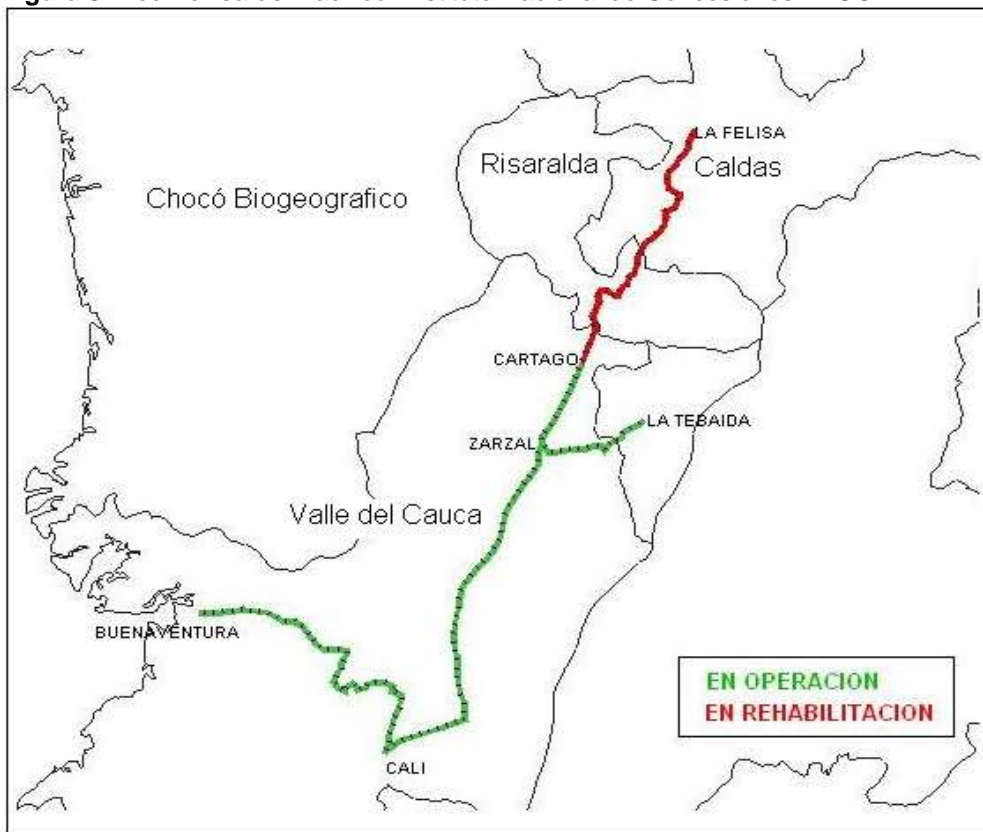 LA FELISA
Risaralda
Caldas
Chocó Biogeografico
CARTAGO
LA TEBAIDA
ZARZAL
Valle del Cauca
BUENAVENTURA
EN OPERACION
EN REHABILITACION
CALI